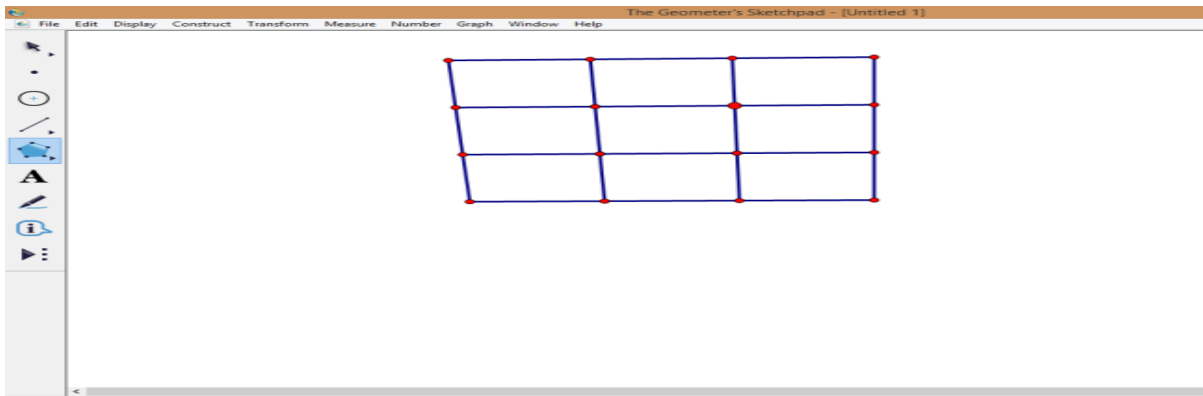 The Geometer's Sketchpad - [Untitled 1]
File Edit Display Construct Transform Measure Number Graph Window Help
A
i